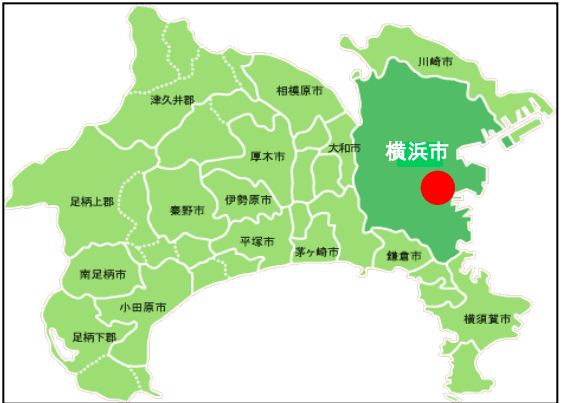 川崎市
相模原市
津久井郡
大和市
横浜市
厚木市
足柄上郡
伊勢原市
秦野市
平塚市
茅ヶ崎市
鎌倉市
南足柄市
小田原市
横須賀市
足柄下郡